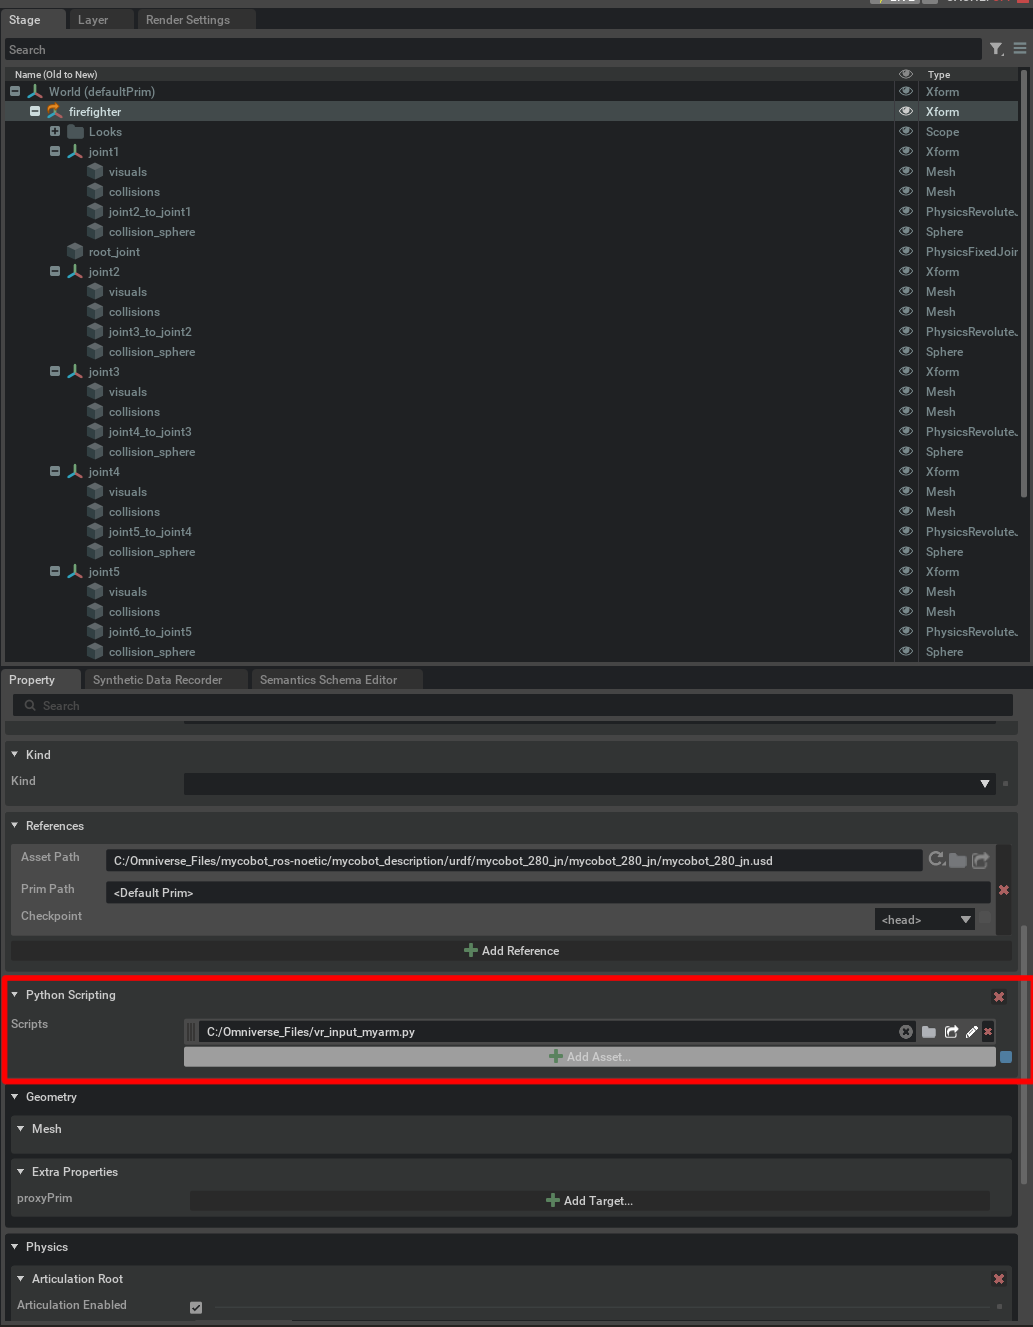 Stage Layer Render Settings
Search
Name (Old to New) Type
World (defaultPrim) Xform
firefighter Xform
Looks Scope
joint1 Xform
visuals Mesh
collisions Mesh
joint2_to_joint1 PhysicsRevolute
collision_sphere Sphere
root_joint PhysicsFixedJoin
joint2 Xform
visuals Mesh
collisions Mesh
joint3_to_joint2 PhysicsRevolute
collision_sphere Sphere
joint3 Xform
visuals Mesh
collisions Mesh
joint4_to_joint3 PhysicsRevolute
collision_sphere Sphere
joint4 Xform
visuals Mesh
collisions Mesh
joint5_to_joint4 PhysicsRevolute
collision_sphere Sphere
joint5 Xform
visuals Mesh
collisions Mesh
joint6_to_joint5 PhysicsRevolute
collision_sphere Sphere
Property Synthetic Data Recorder Semantics Schema Editor
Search
Kind
Kind
References
Asset Path C:/Omniverse_Files/mycobot_ros-noetic/mycobot_description/urdf/mycobot_280_jn/mycobot_280_jn/mycobot_280_jn.usd
Prim Path <Default Prim>
Checkpoint <head>
Add Reference
Python Scripting
Scripts C:/Omniverse_Files/vr_input_myarm.py
Add Asset...
Geometry
Mesh
Extra Properties
proxyPrim Add Target...
Physics
Articulation Root
Articulation Enabled